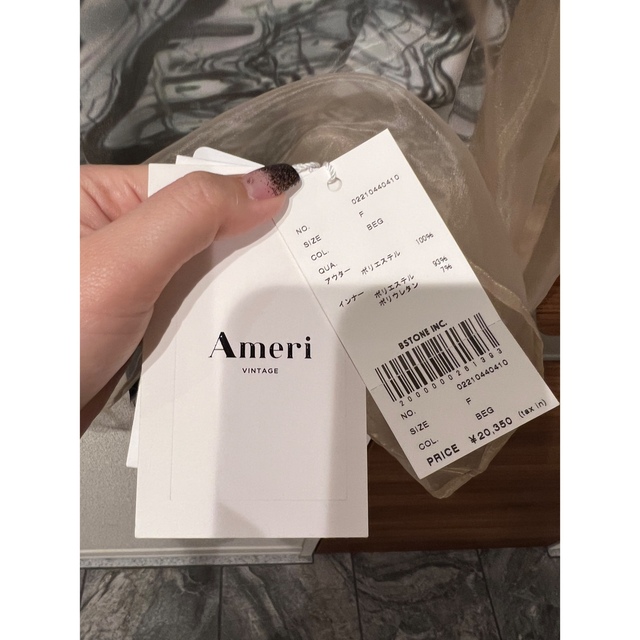 Ameri
VINTAGE
NO. 02210440410
SIZE F
COL. BEG
QUA.
アウター ポリエステル 100%
インナー ポリエステル 93%
ポリウレタン 7%
BSTONE INC.
2000000261393
NO. 02210440410
SIZE F
COL. BEG
PRICE ¥20,350 (tax in)